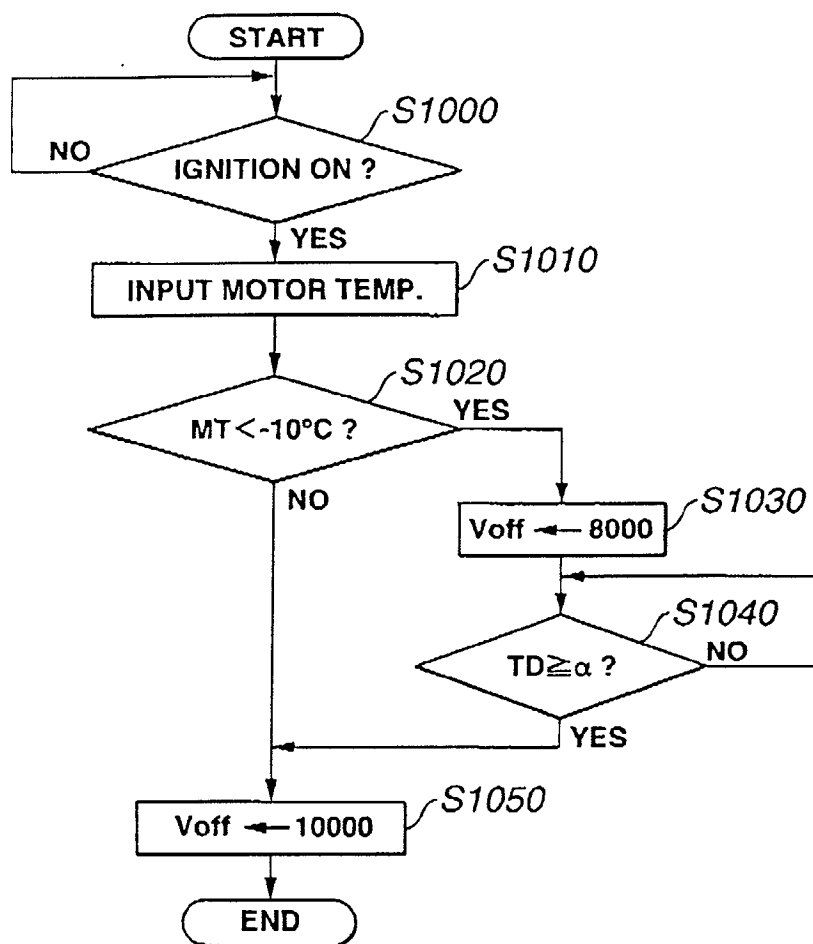 START
S1000
NO
IGNITION ON ?
YES
S1010
INPUT MOTOR TEMP.
S1020
YES
MT<-10°C ?
NO
S1030
Voff ← 8000
S1040
NO
TD≧α ?
YES
S1050
Voff ← 10000
END